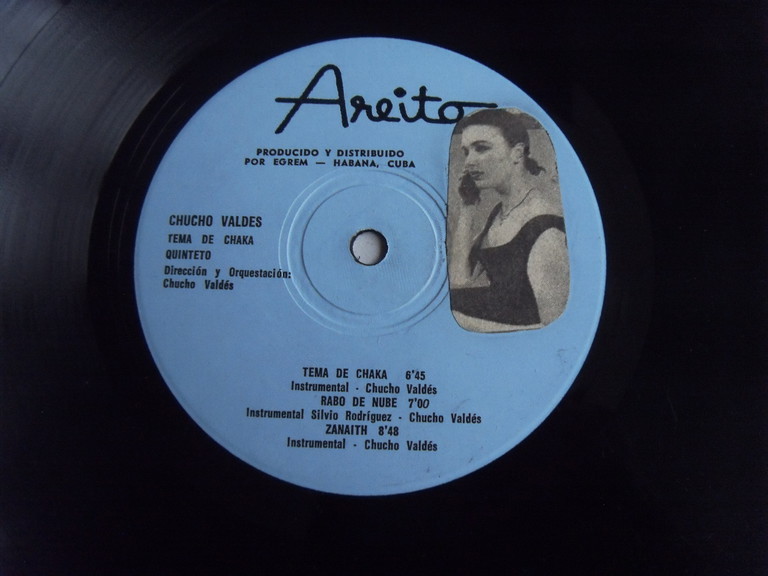 Areito
PRODUCIDO Y DISTRIBUIDO
POR EGREM — HABANA, CUBA
CHUCHO VALDES
TEMA DE CHAKA
QUINTETO
Dirección y Orquestación:
Chucho Valdés
TEMA DE CHAKA 6'45
Instrumental - Chucho Valdés
RABO DE NUBE 7'00
Instrumental Silvio Rodríguez - Chucho Valdés
ZANAITH 8'48
Instrumental - Chucho Valdés